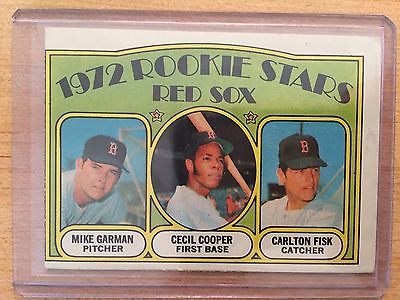 1972 ROOKIE STARS
RED SOX
B
B
MIKE GARMAN
PITCHER
CECIL COOPER
FIRST BASE
CARLTON FISK
CATCHER